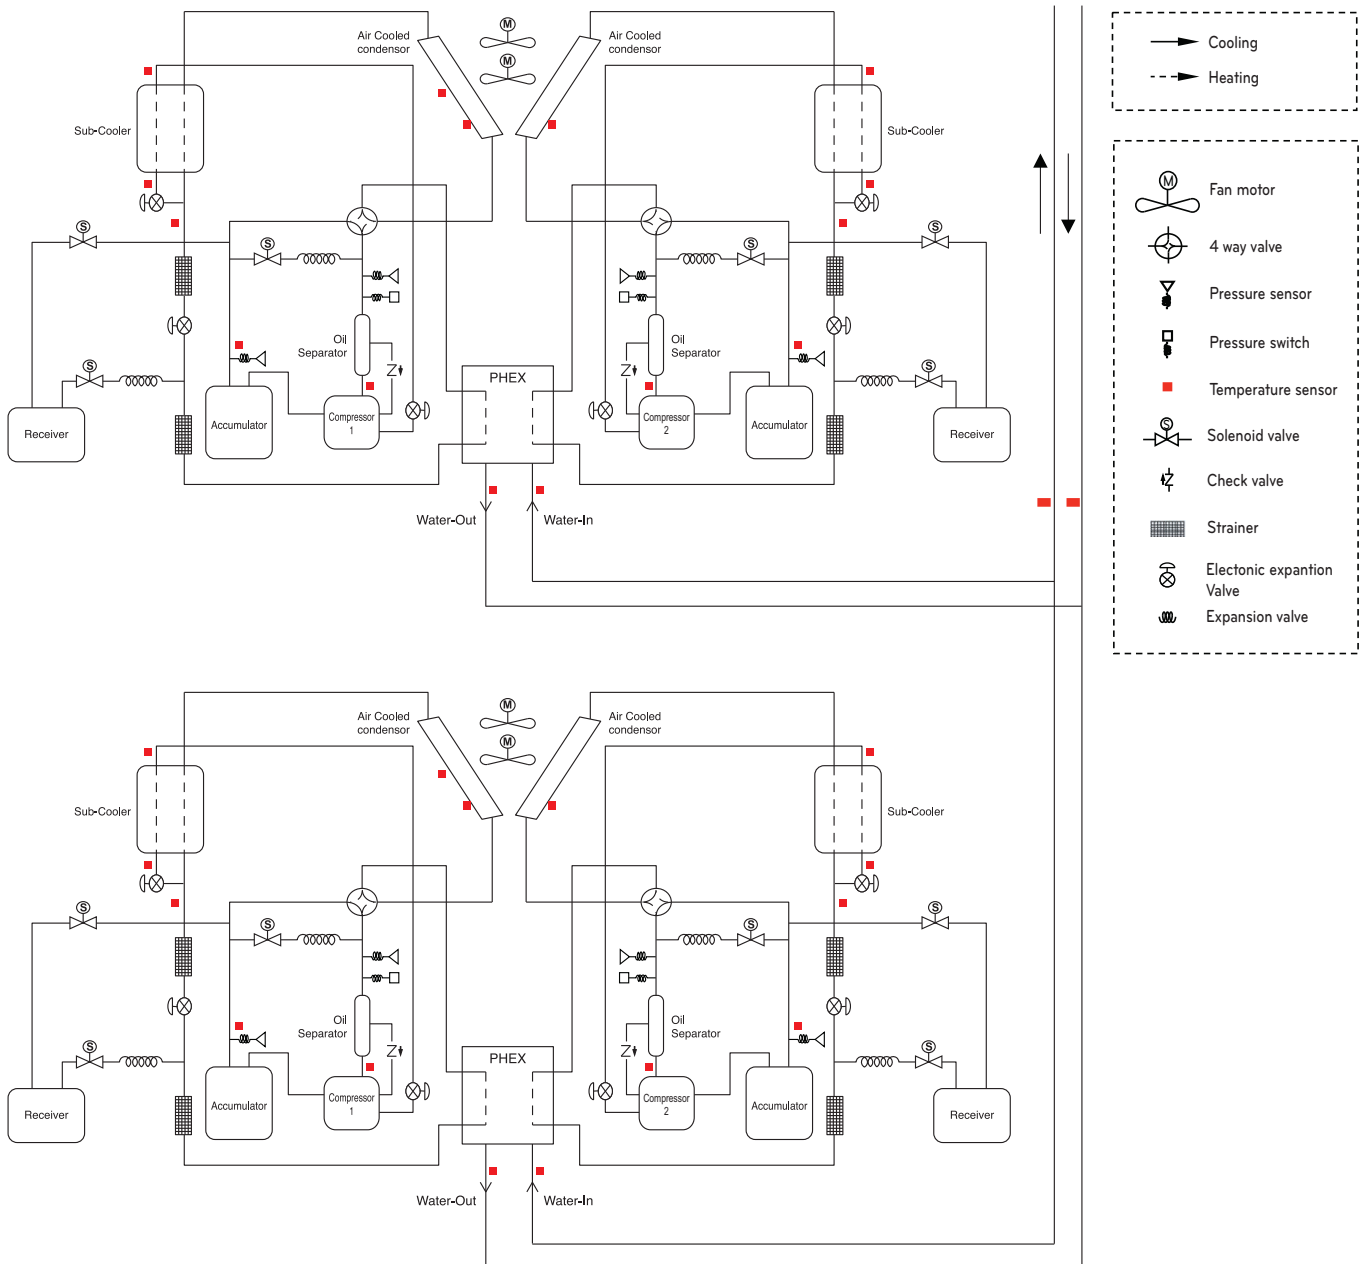 Air Cooled
condensor
M
M
Air Cooled
condensor
Sub-Cooler
Sub-Cooler
S
S
S
S
Oil
Separator
Oil
Separator
S
S
Z
Z
PHEX
Receiver
Accumulator
Compressor
1
Compressor
2
Accumulator
Receiver
Water-Out
Water-In
Cooling
Heating
M
Fan motor
4 way valve
Pressure sensor
Pressure switch
Temperature sensor
S
Solenoid valve
Z
Check valve
Strainer
Electonic expantion
Valve
Expansion valve
Air Cooled
condensor
M
M
Air Cooled
condensor
Sub-Cooler
Sub-Cooler
S
S
S
S
Oil
Separator
Oil
Separator
S
S
Z
Z
PHEX
Receiver
Accumulator
Compressor
1
Compressor
2
Accumulator
Receiver
Water-Out
Water-In